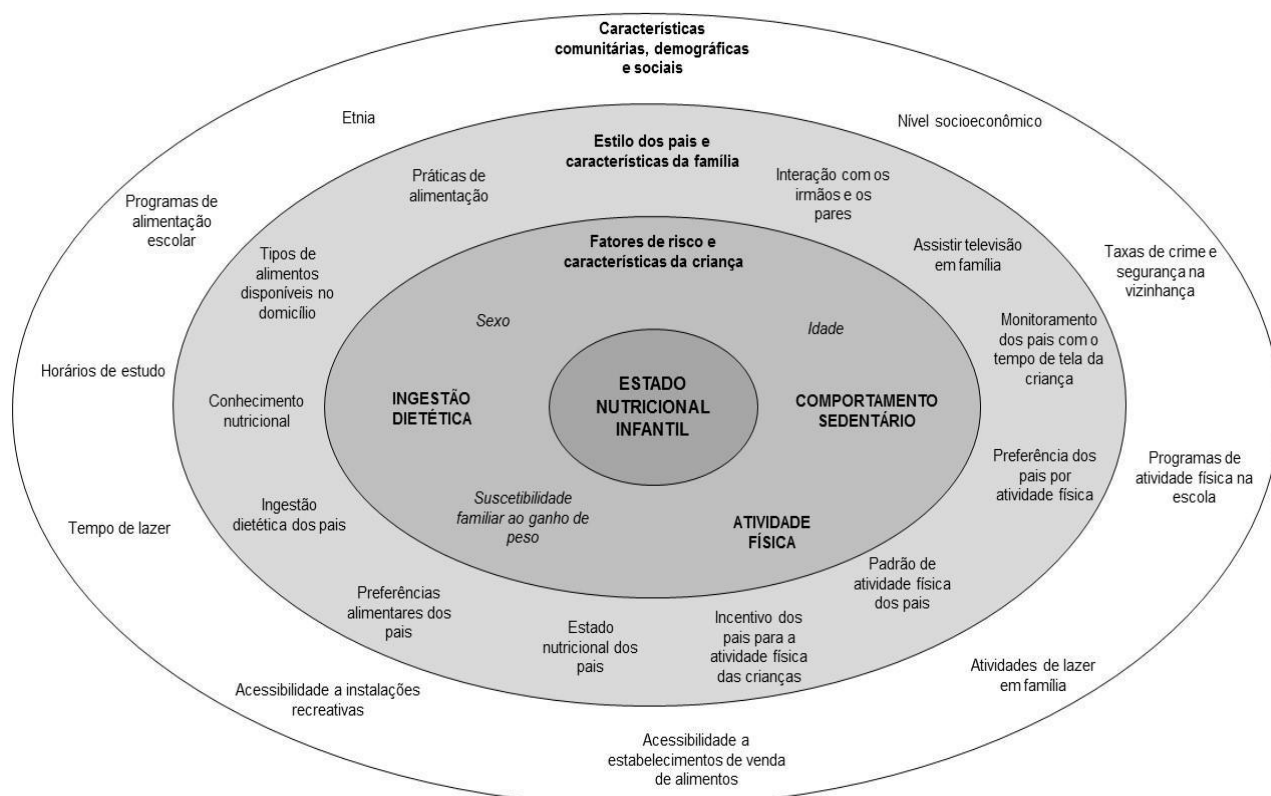 Características
comunitárias, demográficas
e sociais
Etnia
Nível socioeconômico
Estilo dos pais e
características da família
Práticas de
alimentação
Interação com os
irmãos e os
pares
Programas de
alimentação
escolar
Fatores de risco e
características da criança
Tipos de
alimentos
disponíveis no
domicílio
Assistir televisão
em família
Taxas de crime e
segurança na
vizinhança
Sexo
Idade
Monitoramento
dos pais com o
tempo de tela da
criança
Horários de estudo
Conhecimento
nutricional
INGESTÃO
DIETÉTICA
ESTADO
NUTRICIONAL
INFANTIL
COMPORTAMENTO
SEDENTÁRIO
Preferência dos
pais por
atividade física
Programas de
atividade física na
escola
Tempo de lazer
Ingestão
dietética dos pais
Suscetibilidade
familiar ao ganho de
peso
ATIVIDADE
FÍSICA
Padrão de
atividade física
dos pais
Preferências
alimentares dos
pais
Estado
nutricional dos
pais
Incentivo dos
pais para a
atividade física
das crianças
Atividades de lazer
em família
Acessibilidade a instalações
recreativas
Acessibilidade a
estabelecimentos de venda
de alimentos